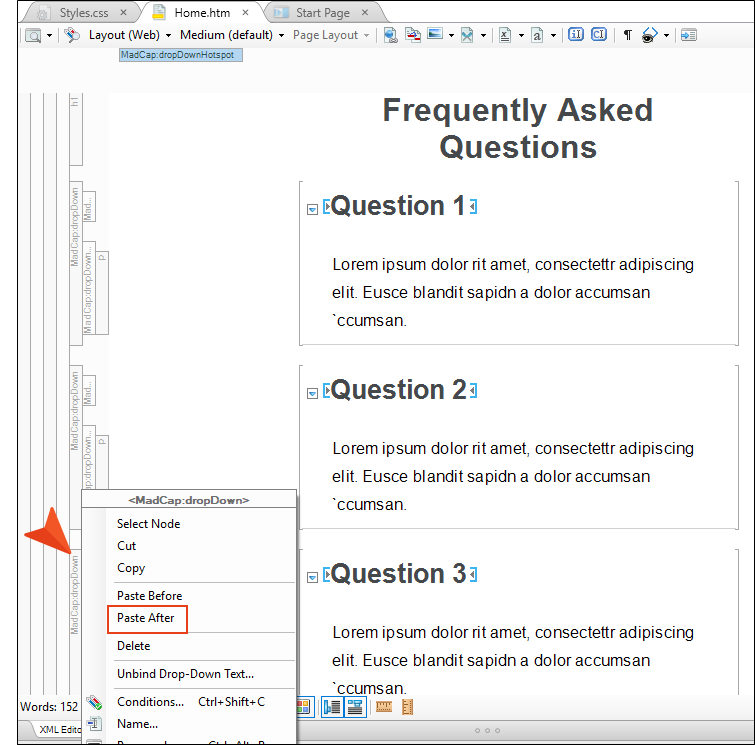 Styles.css
Home.htm
Start Page
Layout (Web)
Medium (default)
Page Layout
MadCap:dropDownHotspot
h1
Frequently Asked
Questions
MadCap:dropDown
Mad...
MadCap:dropDown...
p
Question 1
Lorem ipsum dolor rit amet, consectettr adipiscing
elit. Eusce blandit sapidn a dolor accumsan
`ccumsan.
MadCap:dropDown
Mad...
p
Question 2
Lorem ipsum dolor rit amet, consectettr adipiscing
elit. Eusce blandit sapidn a dolor accumsan
`ccumsan.
MadCap:dropDown
Question 3
Lorem ipsum dolor rit amet, consectettr adipiscing
elit. Eusce blandit sapidn a dolor accumsan
`ccumsan.
<MadCap:dropDown>
Select Node
Cut
Copy
Paste Before
Paste After
Delete
Unbind Drop-Down Text...
Conditions... Ctrl+Shift+C
Name...
Words: 152
XML Edito